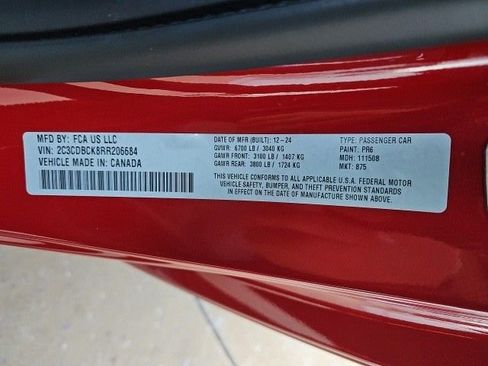 MFD BY: FCA US LLC
VIN: 2C3CDBCK8RR206684
VEHICLE MADE IN: CANADA
DATE OF MFR (BUILT): 12-24
GVWR: 6700 LB / 3040 KG
GAWR FRONT: 3100 LB / 1407 KG
GAWR REAR: 3800 LB / 1724 KG
TYPE: PASSENGER CAR
PAINT: PR6
MDH: 111508
MKT: 875
THIS VEHICLE CONFORMS TO ALL APPLICABLE U.S.A. FEDERAL MOTOR
VEHICLE SAFETY, BUMPER, AND THEFT PREVENTION STANDARDS
IN EFFECT ON THE DATE OF MANUFACTURE SHOWN ABOVE.